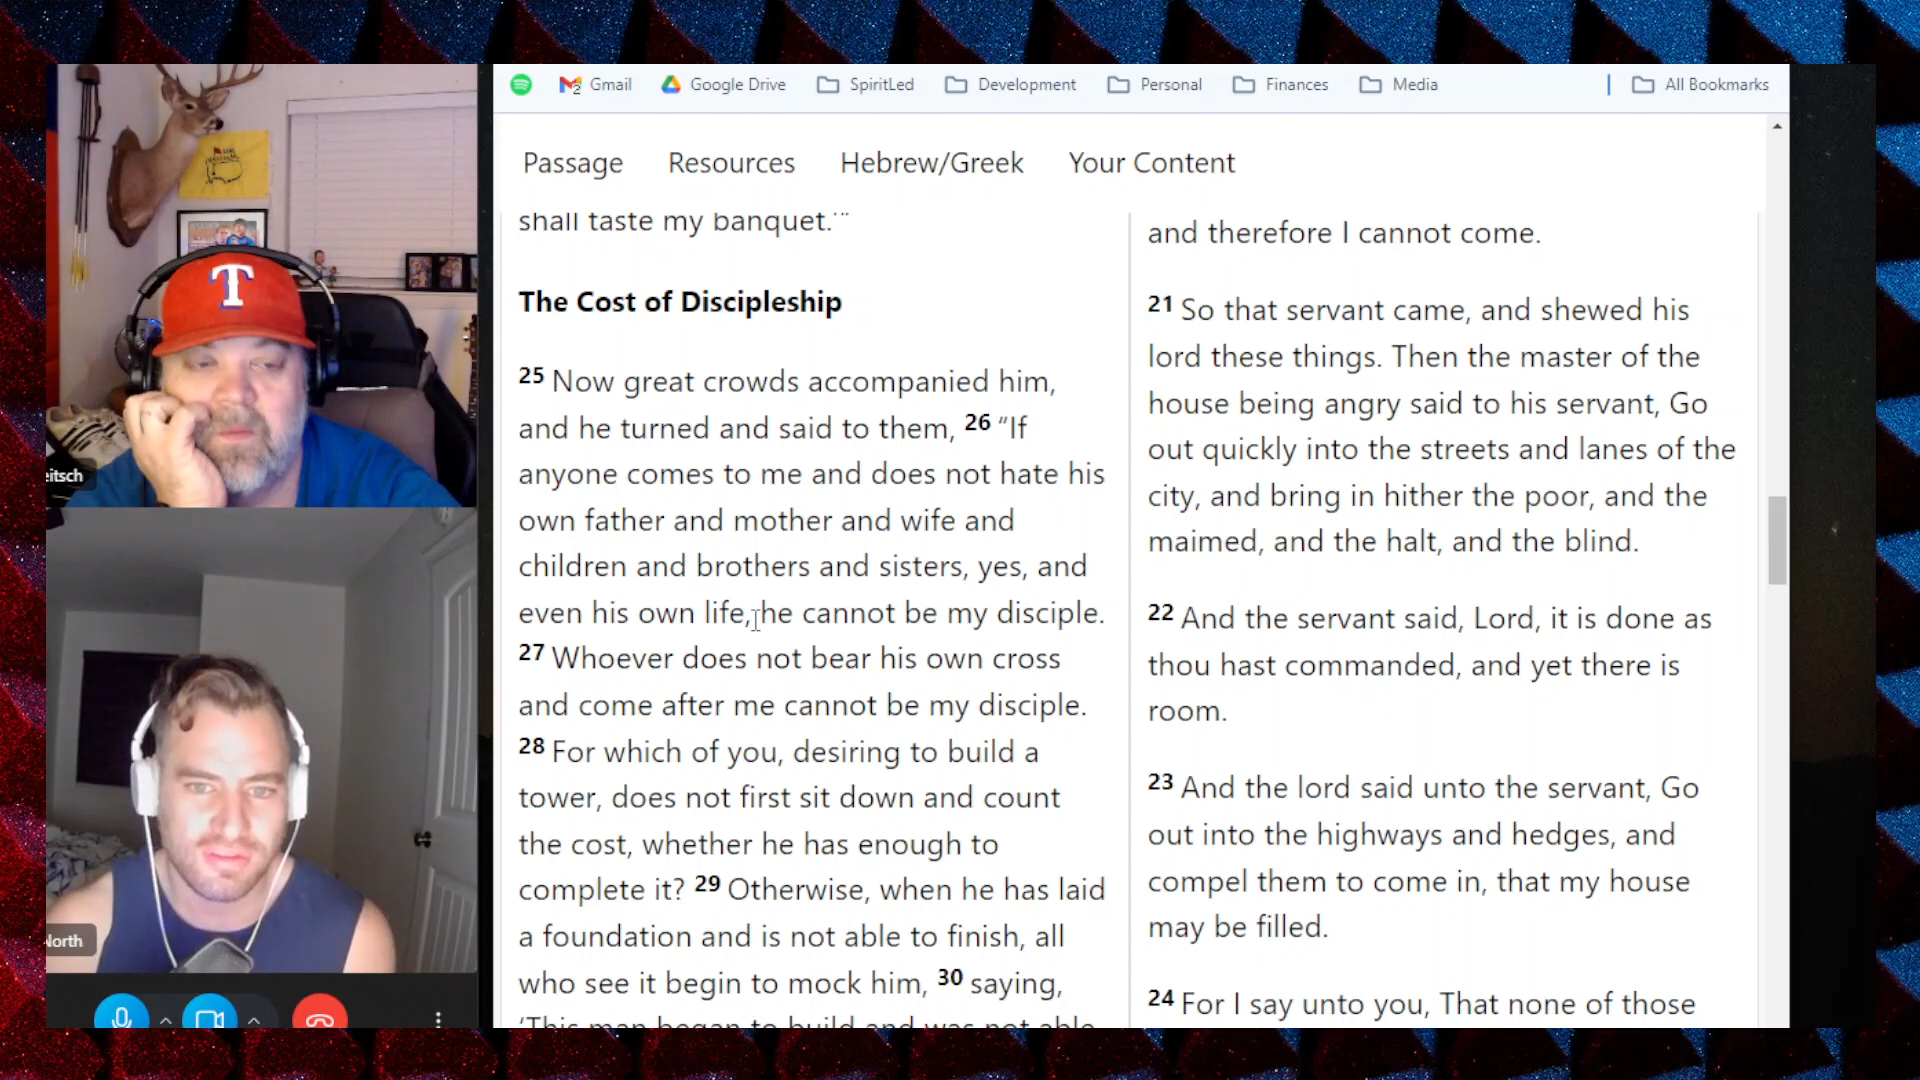 Gmail
Google Drive
SpiritLed
Development
Personal
Finances
Media
All Bookmarks
Passage
Resources
Hebrew/Greek
Your Content
shall taste my banquet.'"
The Cost of Discipleship
25 Now great crowds accompanied him,
and he turned and said to them, 26 “If
anyone comes to me and does not hate his
own father and mother and wife and
children and brothers and sisters, yes, and
even his own life, he cannot be my disciple.
27 Whoever does not bear his own cross
and come after me cannot be my disciple.
28 For which of you, desiring to build a
tower, does not first sit down and count
the cost, whether he has enough to
complete it? 29 Otherwise, when he has laid
a foundation and is not able to finish, all
who see it begin to mock him, 30 saying,
‘This man began to build and was not able
and therefore I cannot come.
21 So that servant came, and shewed his
lord these things. Then the master of the
house being angry said to his servant, Go
out quickly into the streets and lanes of the
city, and bring in hither the poor, and the
maimed, and the halt, and the blind.
22 And the servant said, Lord, it is done as
thou hast commanded, and yet there is
room.
23 And the lord said unto the servant, Go
out into the highways and hedges, and
compel them to come in, that my house
may be filled.
24 For I say unto you, That none of those
T
eitsch
North